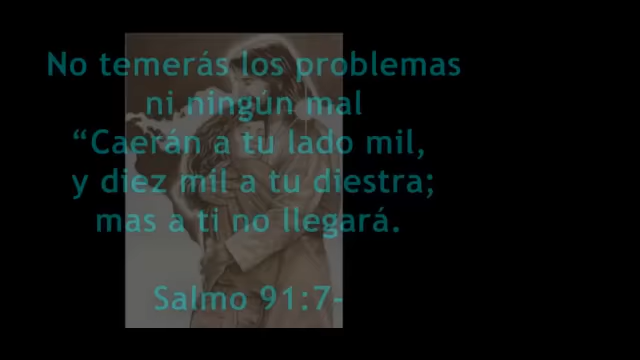 No temerás los problemas
ni ningún mal
“Caerán a tu lado mil,
y diez mil a tu diestra;
mas a ti no llegará.
Salmo 91:7-